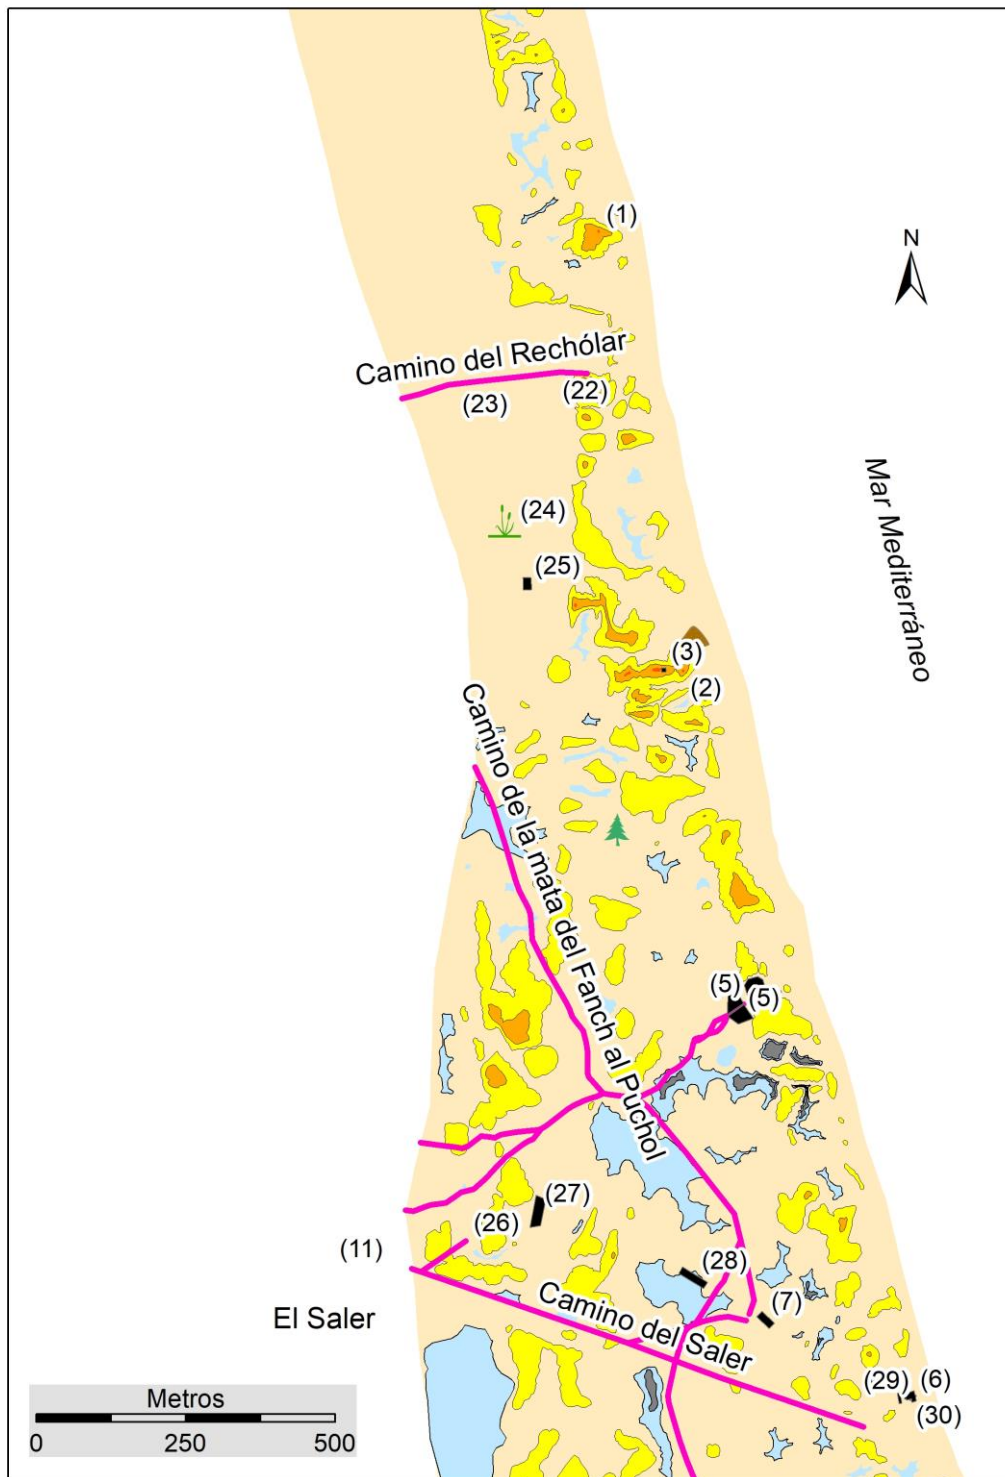 (1)
N
Camino del Rechólar
(22)
(23)
Mar Mediterráneo
(24)
(25)
(3)
(2)
Camino de la mata del Fanch al Puchol
(5)
(5)
(27)
(26)
(11)
(28)
El Saler
Camino del Saler
(7)
(29)
(6)
(30)
Metros
0 250 500